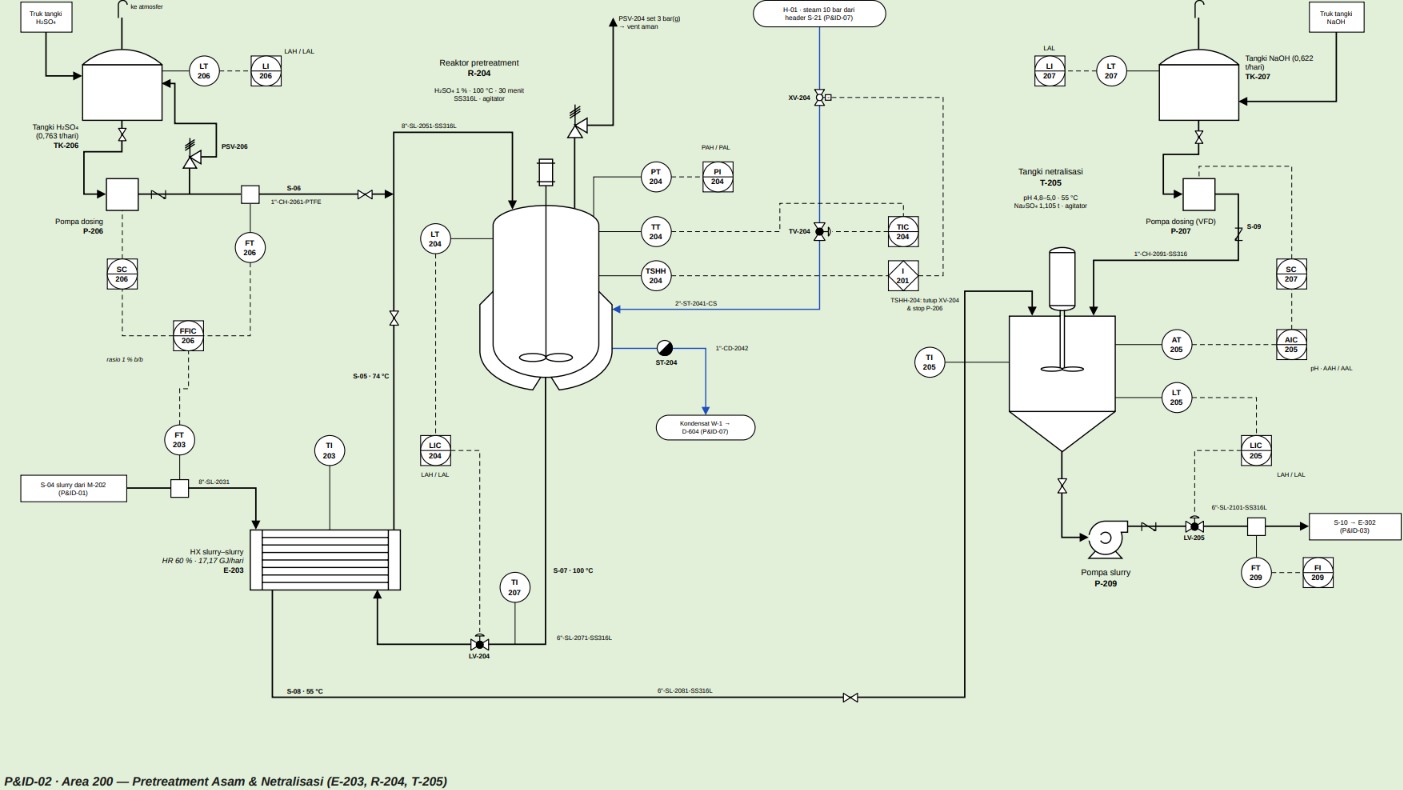 Truk tangki
H₂SO₄
ke atmosfer
LT
206
LI
206
LAH / LAL
Tangki H₂SO₄
(0,763 t/hari)
TK-206
PSV-206
Pompa dosing
P-206
S-06
1"-CH-2061-PTFE
FT
206
SC
206
FFIC
206
rasio 1 % b/b
FT
203
S-04 slurry dari M-202
(P&ID-01)
8"-SL-2031
TI
203
HX slurry–slurry
HR 60 % · 17,17 GJ/hari
E-203
S-05 · 74 °C
8"-SL-2051-SS316L
Reaktor pretreatment
R-204
H₂SO₄ 1 % · 100 °C · 30 menit
SS316L · agitator
PSV-204 set 3 bar(g)
→ vent aman
H-01 · steam 10 bar dari
header S-21 (P&ID-07)
XV-204
PAH / PAL
PT
204
PI
204
LT
204
TT
204
TV-204
TIC
204
TSHH
204
I
201
TSHH-204: tutup XV-204
& stop P-206
2"-ST-2041-CS
ST-204
1"-CD-2042
Kondensat W-1 →
D-604 (P&ID-07)
LIC
204
LAH / LAL
S-07 · 100 °C
TI
207
6"-SL-2071-SS316L
LV-204
S-08 · 55 °C
6"-SL-2081-SS316L
Truk tangki
NaOH
LAL
LI
207
LT
207
Tangki NaOH (0,622
t/hari)
TK-207
Tangki netralisasi
T-205
pH 4,8–5,0 · 55 °C
Na₂SO₄ 1,105 t · agitator
Pompa dosing (VFD)
P-207
S-09
1"-CH-2091-SS316
SC
207
TI
205
AT
205
AIC
205
pH · AAH / AAL
LT
205
LIC
205
LAH / LAL
6"-SL-2101-SS316L
S-10 → E-302
(P&ID-03)
LV-205
Pompa slurry
P-209
FT
209
FI
209
P&ID-02 · Area 200 — Pretreatment Asam & Netralisasi (E-203, R-204, T-205)